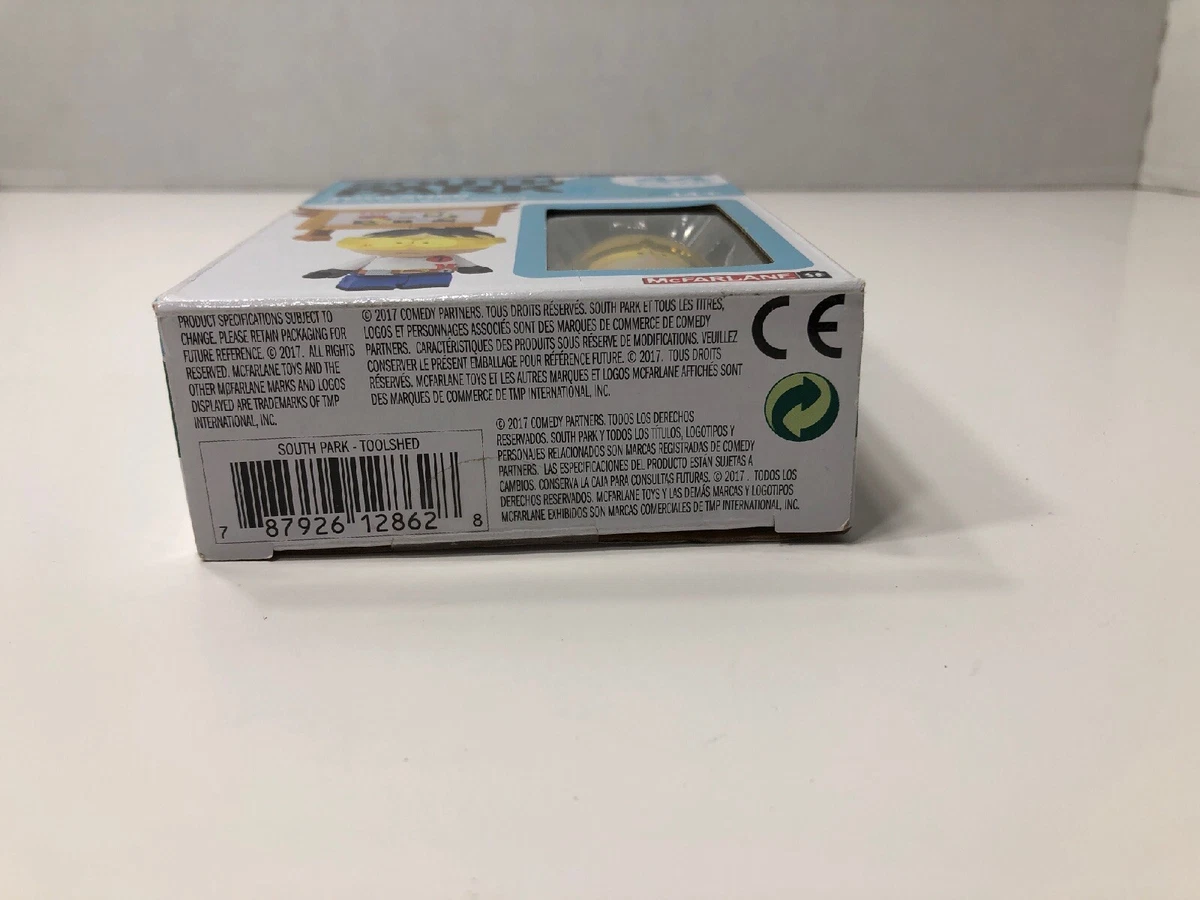 PARK
McFARLANE
PRODUCT SPECIFICATIONS SUBJECT TO
CHANGE. PLEASE RETAIN PACKAGING FOR
FUTURE REFERENCE. © 2017. ALL RIGHTS
RESERVED. MCFARLANE TOYS AND THE
OTHER MCFARLANE MARKS AND LOGOS
DISPLAYED ARE TRADEMARKS OF TMP
INTERNATIONAL, INC.
© 2017 COMEDY PARTNERS. TOUS DROITS RÉSERVÉS. SOUTH PARK ET TOUS LES TITRES,
LOGOS ET PERSONNAGES ASSOCIÉS SONT DES MARQUES DE COMMERCE DE COMEDY
PARTNERS. CARACTÉRISTIQUES DES PRODUITS SOUS RÉSERVE DE MODIFICATIONS. VEUILLEZ
CONSERVER LE PRÉSENT EMBALLAGE POUR RÉFÉRENCE FUTURE. © 2017. TOUS DROITS
RÉSERVÉS. MCFARLANE TOYS ET LES AUTRES MARQUES ET LOGOS MCFARLANE AFFICHÉS SONT
DES MARQUES DE COMMERCE DE TMP INTERNATIONAL, INC.
CE
© 2017 COMEDY PARTNERS. TODOS LOS DERECHOS
RESERVADOS. SOUTH PARK Y TODOS LOS TÍTULOS, LOGOTIPOS Y
PERSONAJES RELACIONADOS SON MARCAS REGISTRADAS DE COMEDY
PARTNERS. LAS ESPECIFICACIONES DEL PRODUCTO ESTÁN SUJETAS A
CAMBIOS. CONSERVA LA CAJA PARA CONSULTAS FUTURAS. © 2017. TODOS LOS
DERECHOS RESERVADOS. MCFARLANE TOYS Y LAS DEMÁS MARCAS Y LOGOTIPOS
MCFARLANE EXHIBIDOS SON MARCAS COMERCIALES DE TMP INTERNATIONAL, INC.
SOUTH PARK - TOOLSHED
7 87926 12862 8